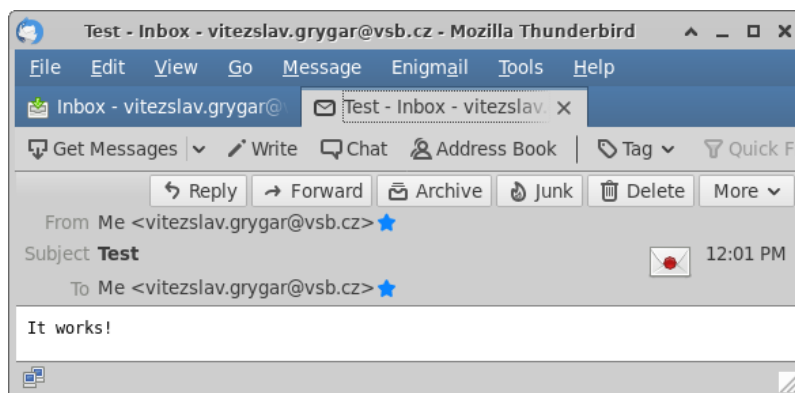 Test - Inbox - vitezslav.grygar@vsb.cz - Mozilla Thunderbird
File Edit View Go Message Enigmail Tools Help
Inbox - vitezslav.grygar@ Test - Inbox - vitezslav.
Get Messages Write Chat Address Book Tag Quick F
Reply Forward Archive Junk Delete More
From Me <vitezslav.grygar@vsb.cz>
Subject Test 12:01 PM
To Me <vitezslav.grygar@vsb.cz>
It works!